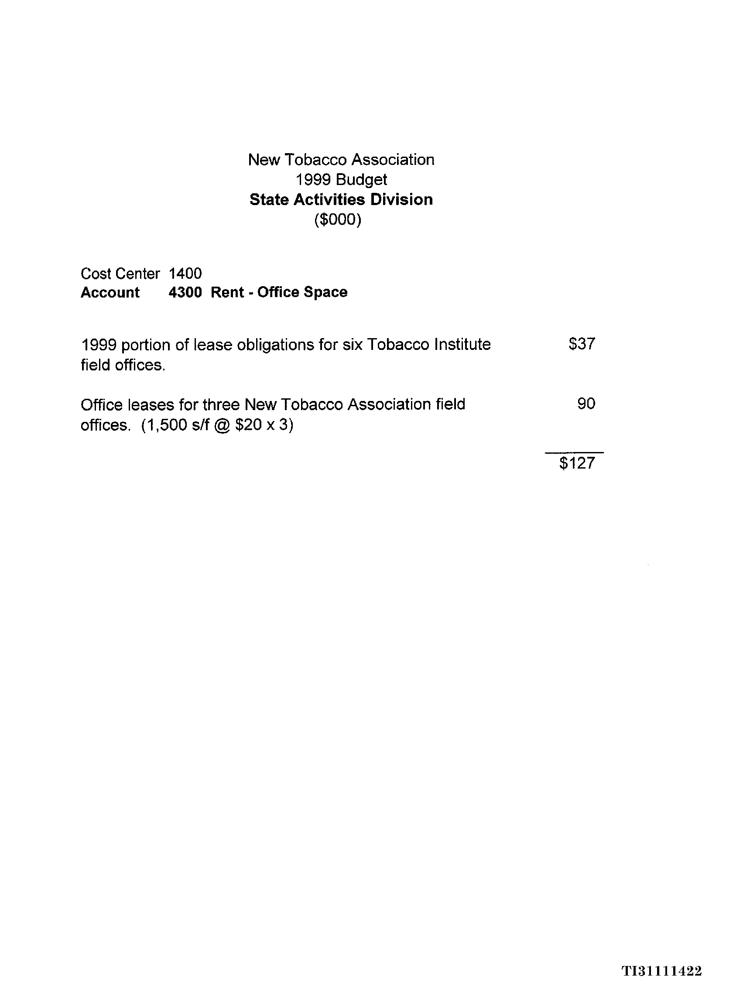 New Tobacco Association
1999 Budget
State Activities Division
($000)
Cost Center 1400
Account 4300 Rent - Office Space
1999 portion of lease obligations for six Tobacco Institute $37
field offices.
Office leases for three New Tobacco Association field 90
offices. (1,500 s/f @ $20 x 3)
$127
TI31111422